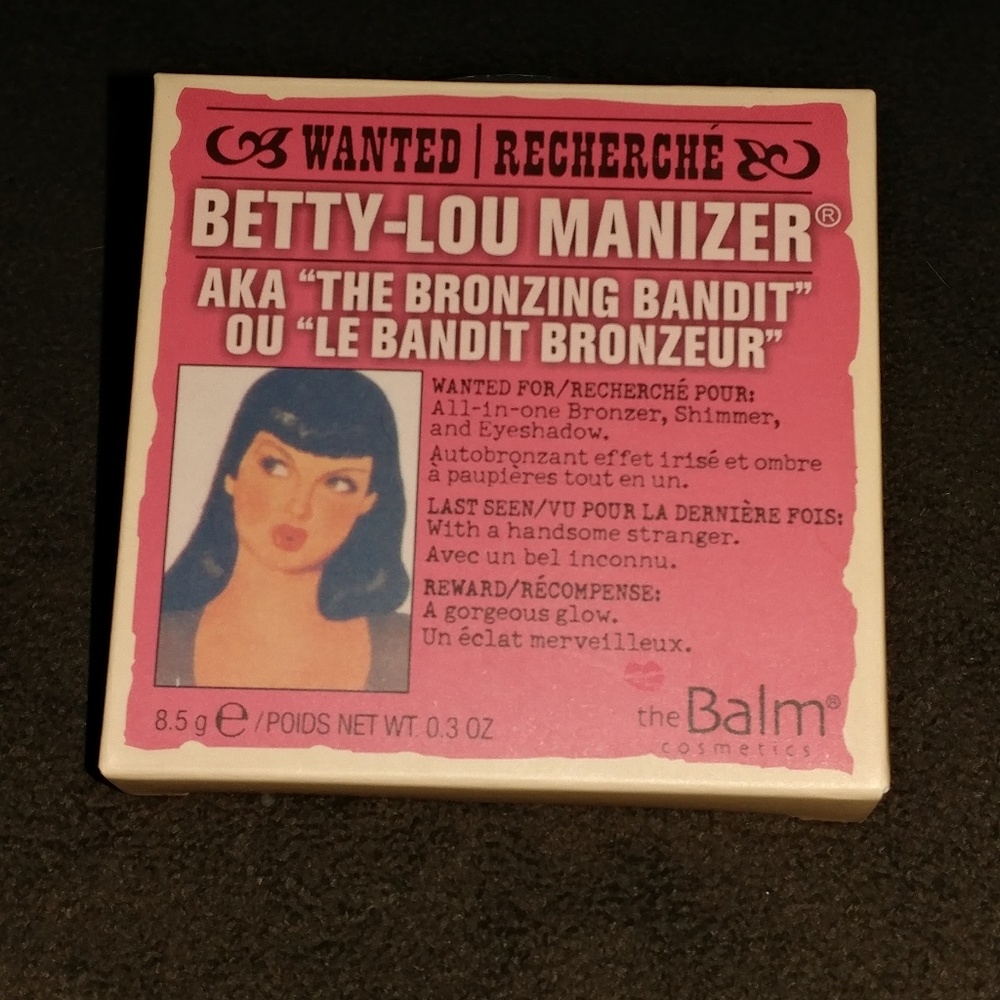 WANTED | RECHERCHÉ
BETTY-LOU MANIZER®
AKA “THE BRONZING BANDIT”
OU “LE BANDIT BRONZEUR”
WANTED FOR/RECHERCHÉ POUR:
All-in-one Bronzer, Shimmer,
and Eyeshadow.
Autobronzant effet irisé et ombre
à paupières tout en un.
LAST SEEN/VU POUR LA DERNIÈRE FOIS:
With a handsome stranger.
Avec un bel inconnu.
REWARD/RÉCOMPENSE:
A gorgeous glow.
Un éclat merveilleux.
8.5 g ℮ /POIDS NET WT. 0.3 OZ
theBalm®
cosmetics